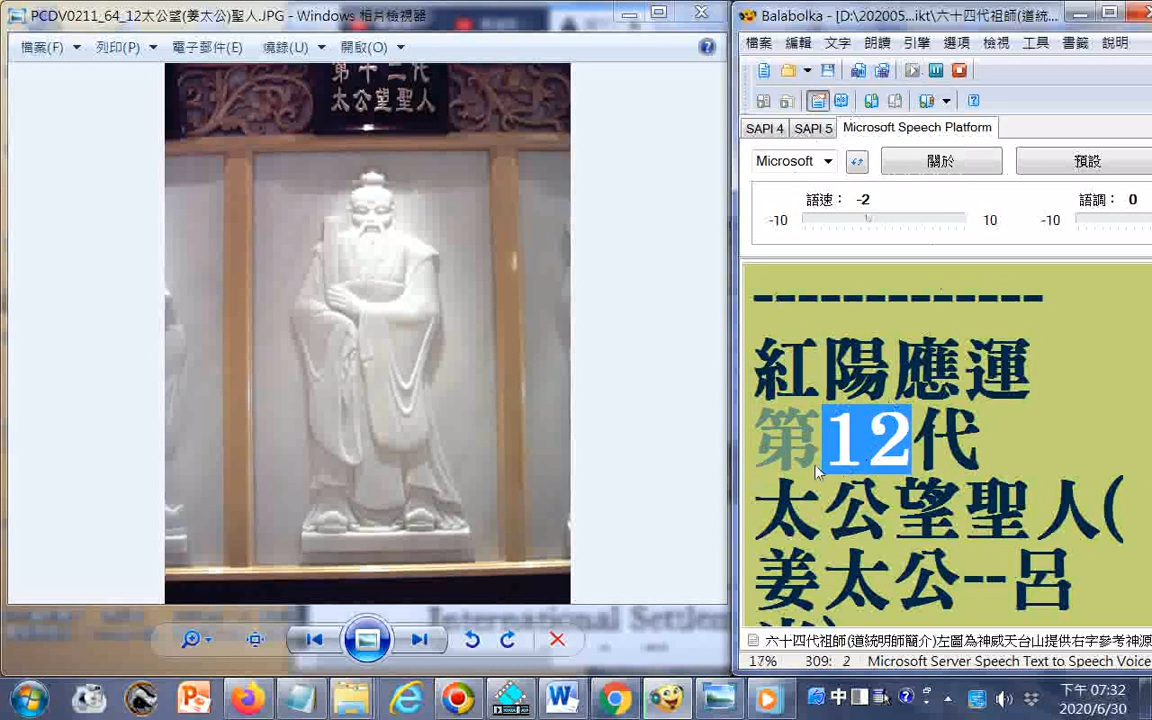 PCDV0211_64_12太公望(姜太公)聖人.JPG - Windows 相片檢視器
檔案(F) 列印(P) 電子郵件(E) 燒錄(U) 開啟(O)
第十二代
太公望聖人
International Settle
Balabolka - [D:\202005...ikt\六十四代祖師(道統...
檔案 編輯 文字 朗讀 引擎 選項 檢視 工具 書籤 說明
SAPI 4 SAPI 5 Microsoft Speech Platform
Microsoft 關於 預設
語速： -2 語調： 0
-10 10 -10
-------------
紅陽應運
第12代
太公望聖人(
姜太公--呂
六十四代祖師(道統明師簡介)左圖為神威天台山提供右字參考神源
17% 309: 2 Microsoft Server Speech Text to Speech Voice
中
下午 07:32
2020/6/30